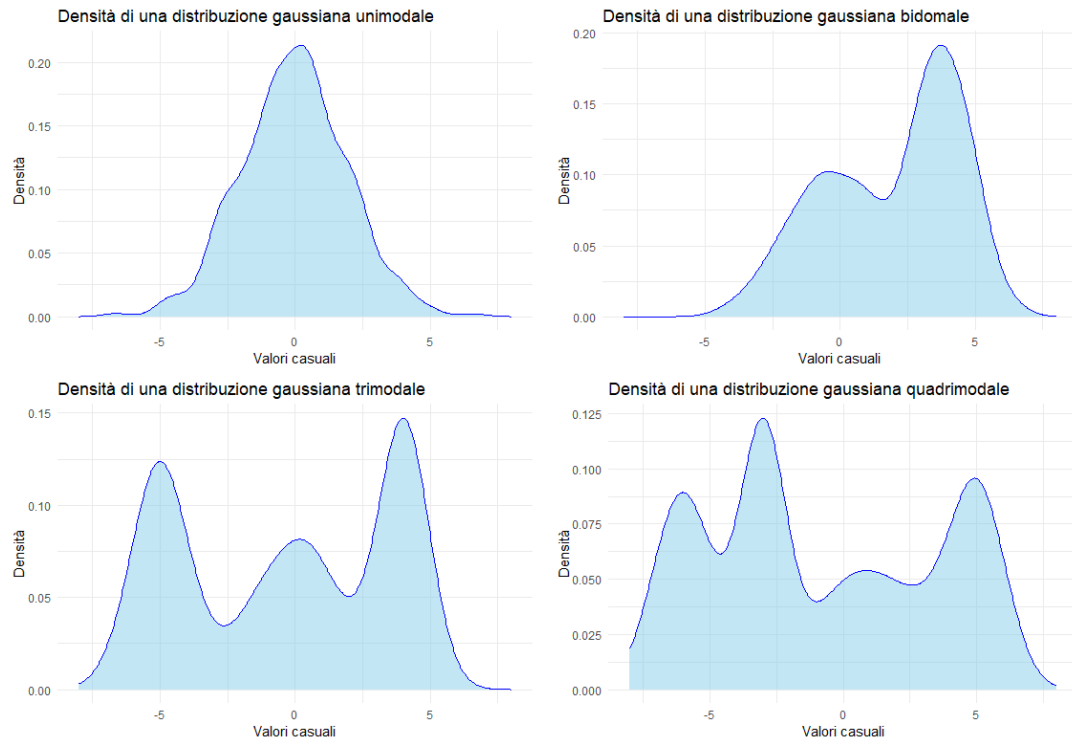 Densità di una distribuzione gaussiana unimodale
0.20
0.15
0.10
0.05
0.00
Densità
-5
0
5
Valori casuali
Densità di una distribuzione gaussiana bidomale
0.20
0.15
0.10
0.05
0.00
Densità
-5
0
5
Valori casuali
Densità di una distribuzione gaussiana trimodale
0.15
0.10
0.05
0.00
Densità
-5
0
5
Valori casuali
Densità di una distribuzione gaussiana quadrimodale
0.125
0.100
0.075
0.050
0.025
0.000
Densità
-5
0
5
Valori casuali